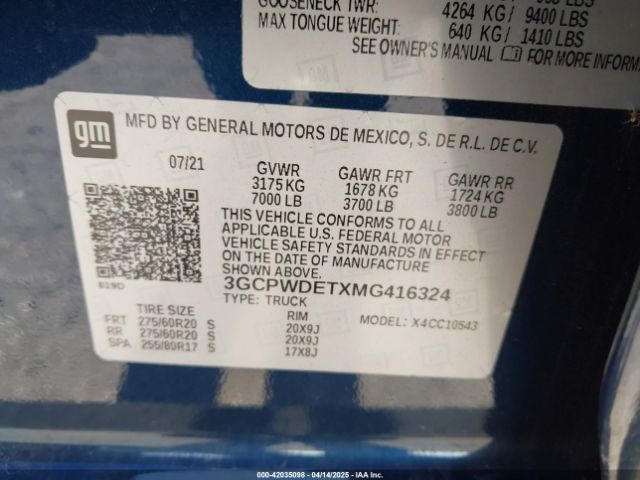 GOOSENECK TWR: 4264 KG / 9400 LBS
MAX TONGUE WEIGHT: 640 KG / 1410 LBS
SEE OWNER'S MANUAL FOR MORE INFORM
gm MFD BY GENERAL MOTORS DE MEXICO, S. DE R.L. DE C.V.
07/21 GVWR GAWR FRT GAWR RR
3175 KG 1678 KG 1724 KG
7000 LB 3700 LB 3800 LB
THIS VEHICLE CONFORMS TO ALL
APPLICABLE U.S. FEDERAL MOTOR
VEHICLE SAFETY STANDARDS IN EFFECT
ON THE DATE OF MANUFACTURE
SHOWN ABOVE.
619D 3GCPWDETXMG416324
TYPE: TRUCK
TIRE SIZE RIM MODEL: X4CC10543
FRT 275/60R20 S 20X9J
RR 275/60R20 S 20X9J
SPA 255/80R17 S 17X8J
000-42035098 - 04/14/2025 - IAAI.COM